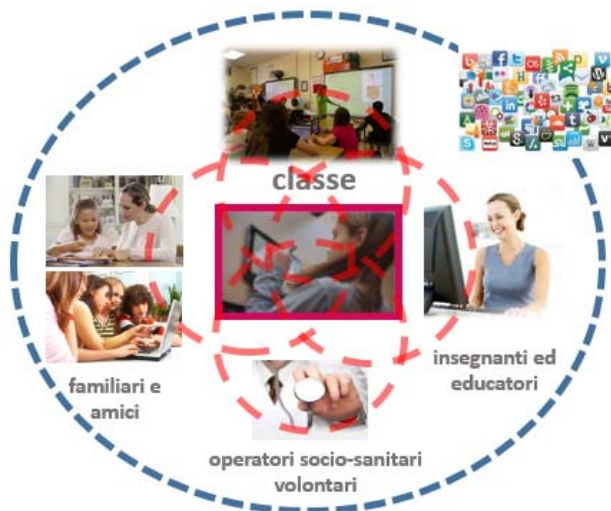 classe
familiari e
amici
insegnanti ed
educatori
operatori socio-sanitari
volontari